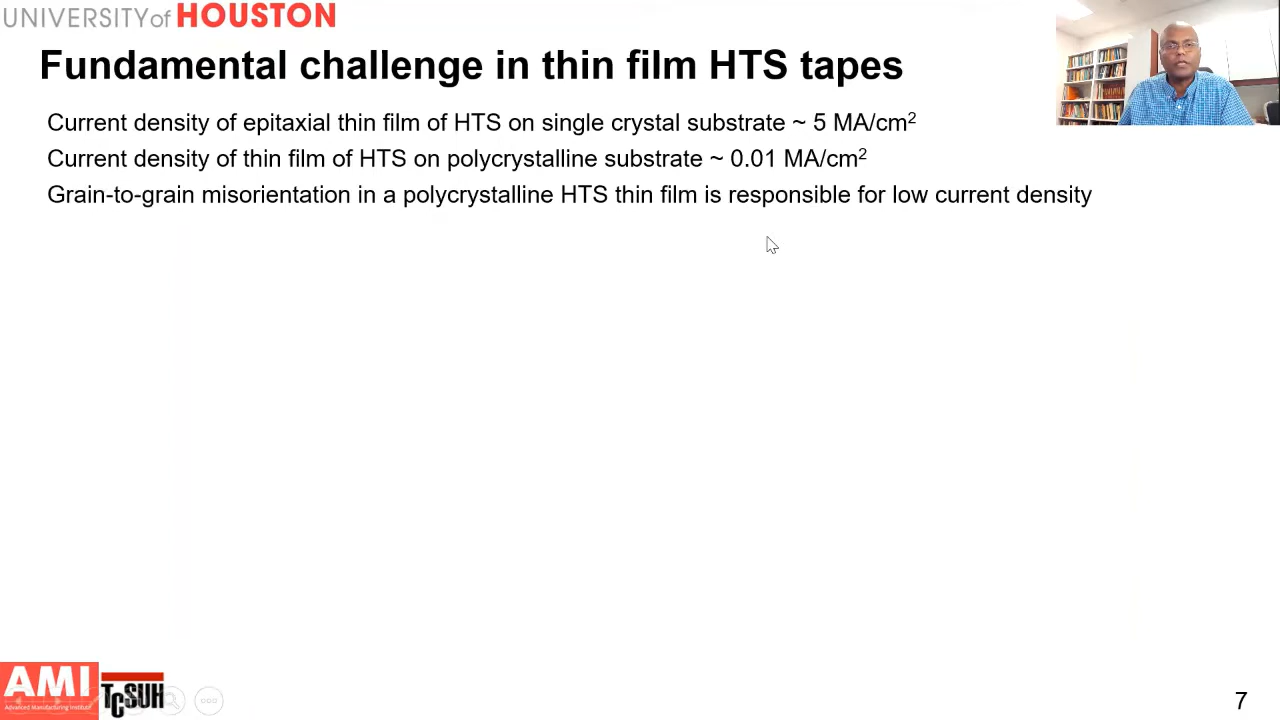 UNIVERSITY of HOUSTON
Fundamental challenge in thin film HTS tapes
Current density of epitaxial thin film of HTS on single crystal substrate ~ 5 MA/cm²
Current density of thin film of HTS on polycrystalline substrate ~ 0.01 MA/cm²
Grain-to-grain misorientation in a polycrystalline HTS thin film is responsible for low current density
AMI
Advanced Manufacturing Institute
TCSUH
7